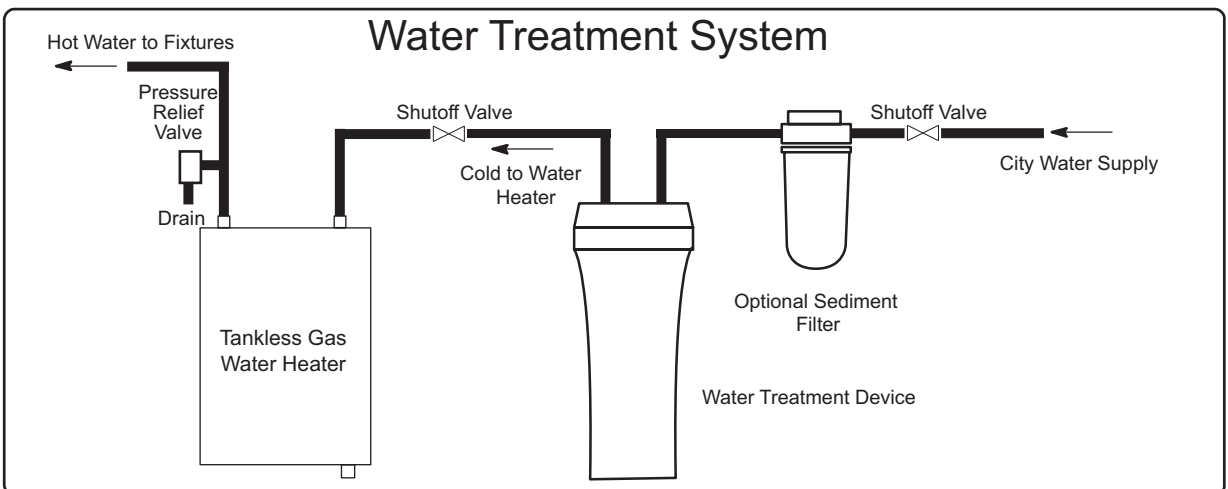 Water Treatment System
Hot Water to Fixtures
Pressure
Relief
Valve
Drain
Shutoff Valve
Cold to Water
Heater
Shutoff Valve
City Water Supply
Optional Sediment
Filter
Tankless Gas
Water Heater
Water Treatment Device